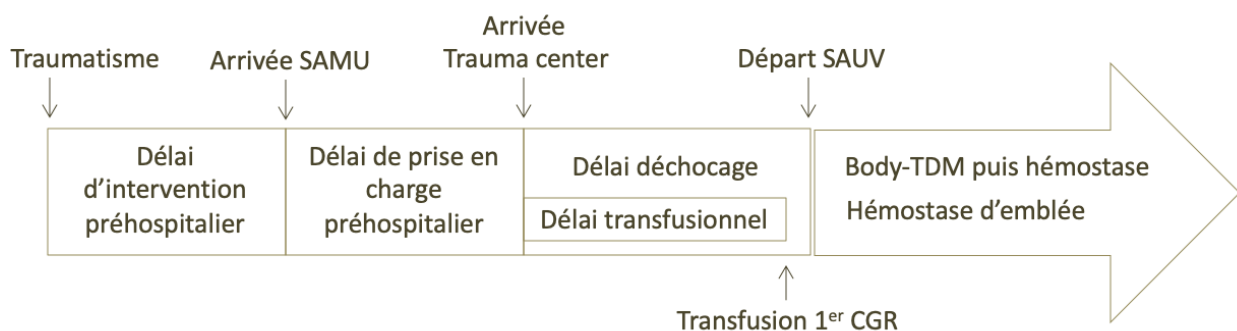 Traumatisme
Arrivée SAMU
Arrivée
Trauma center
Départ SAUV
Délai
d’intervention
préhospitalier
Délai de prise en
charge
préhospitalier
Délai déchocage
Délai transfusionnel
Body-TDM puis hémostase
Hémostase d’emblée
Transfusion 1er CGR